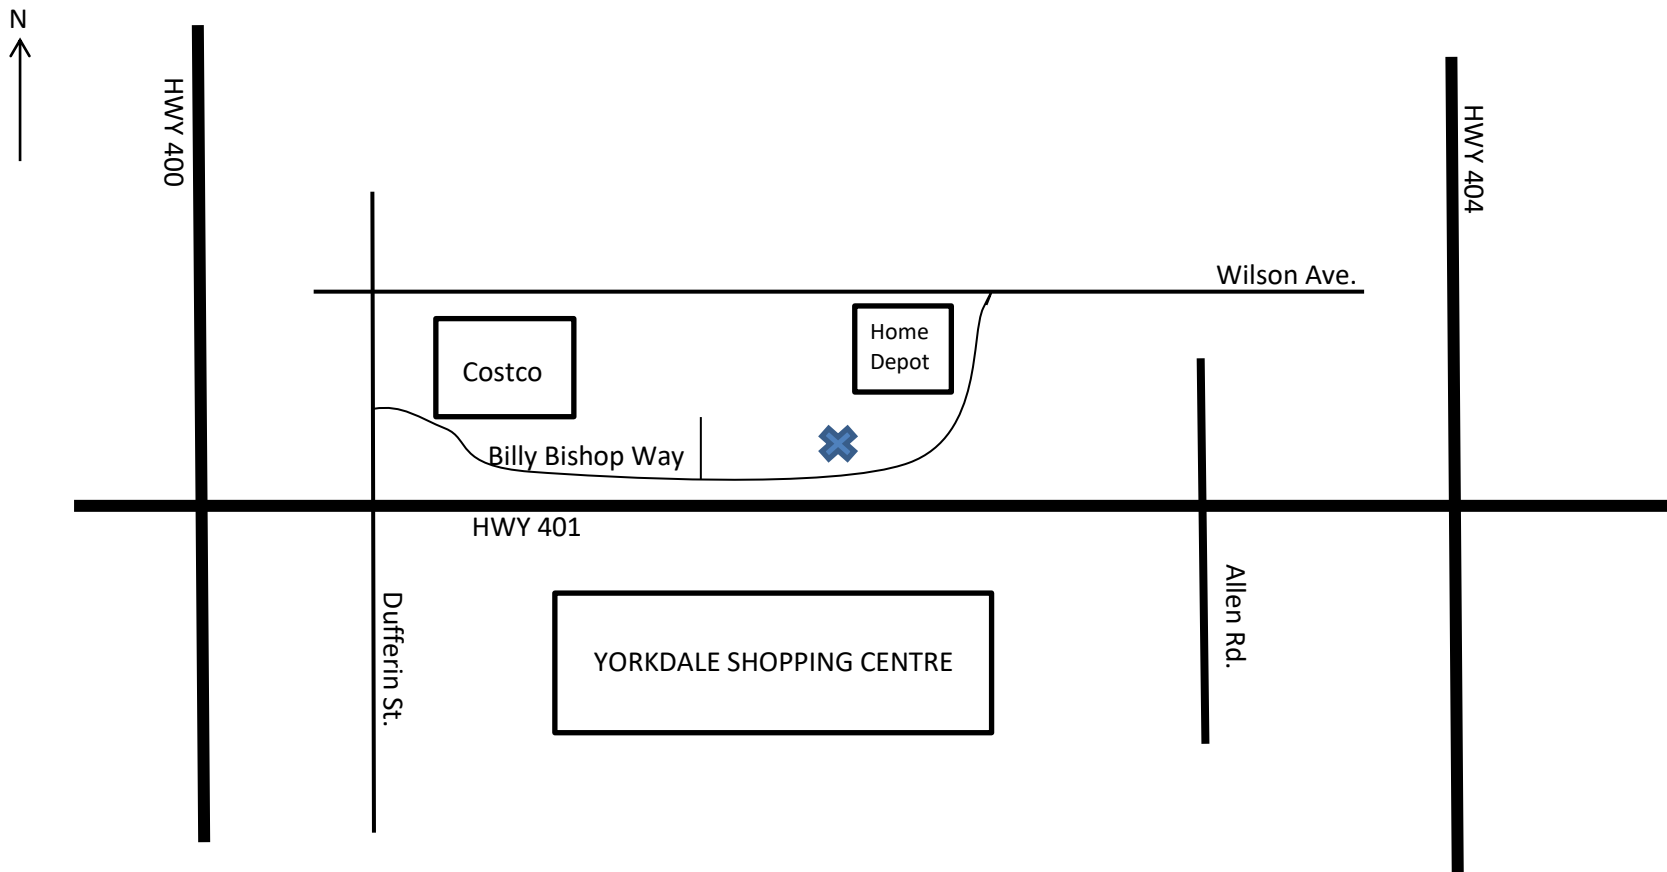 N
HWY 400
HWY 404
Wilson Ave.
Home
Depot
Costco
Billy Bishop Way
HWY 401
Dufferin St.
Allen Rd.
YORKDALE SHOPPING CENTRE